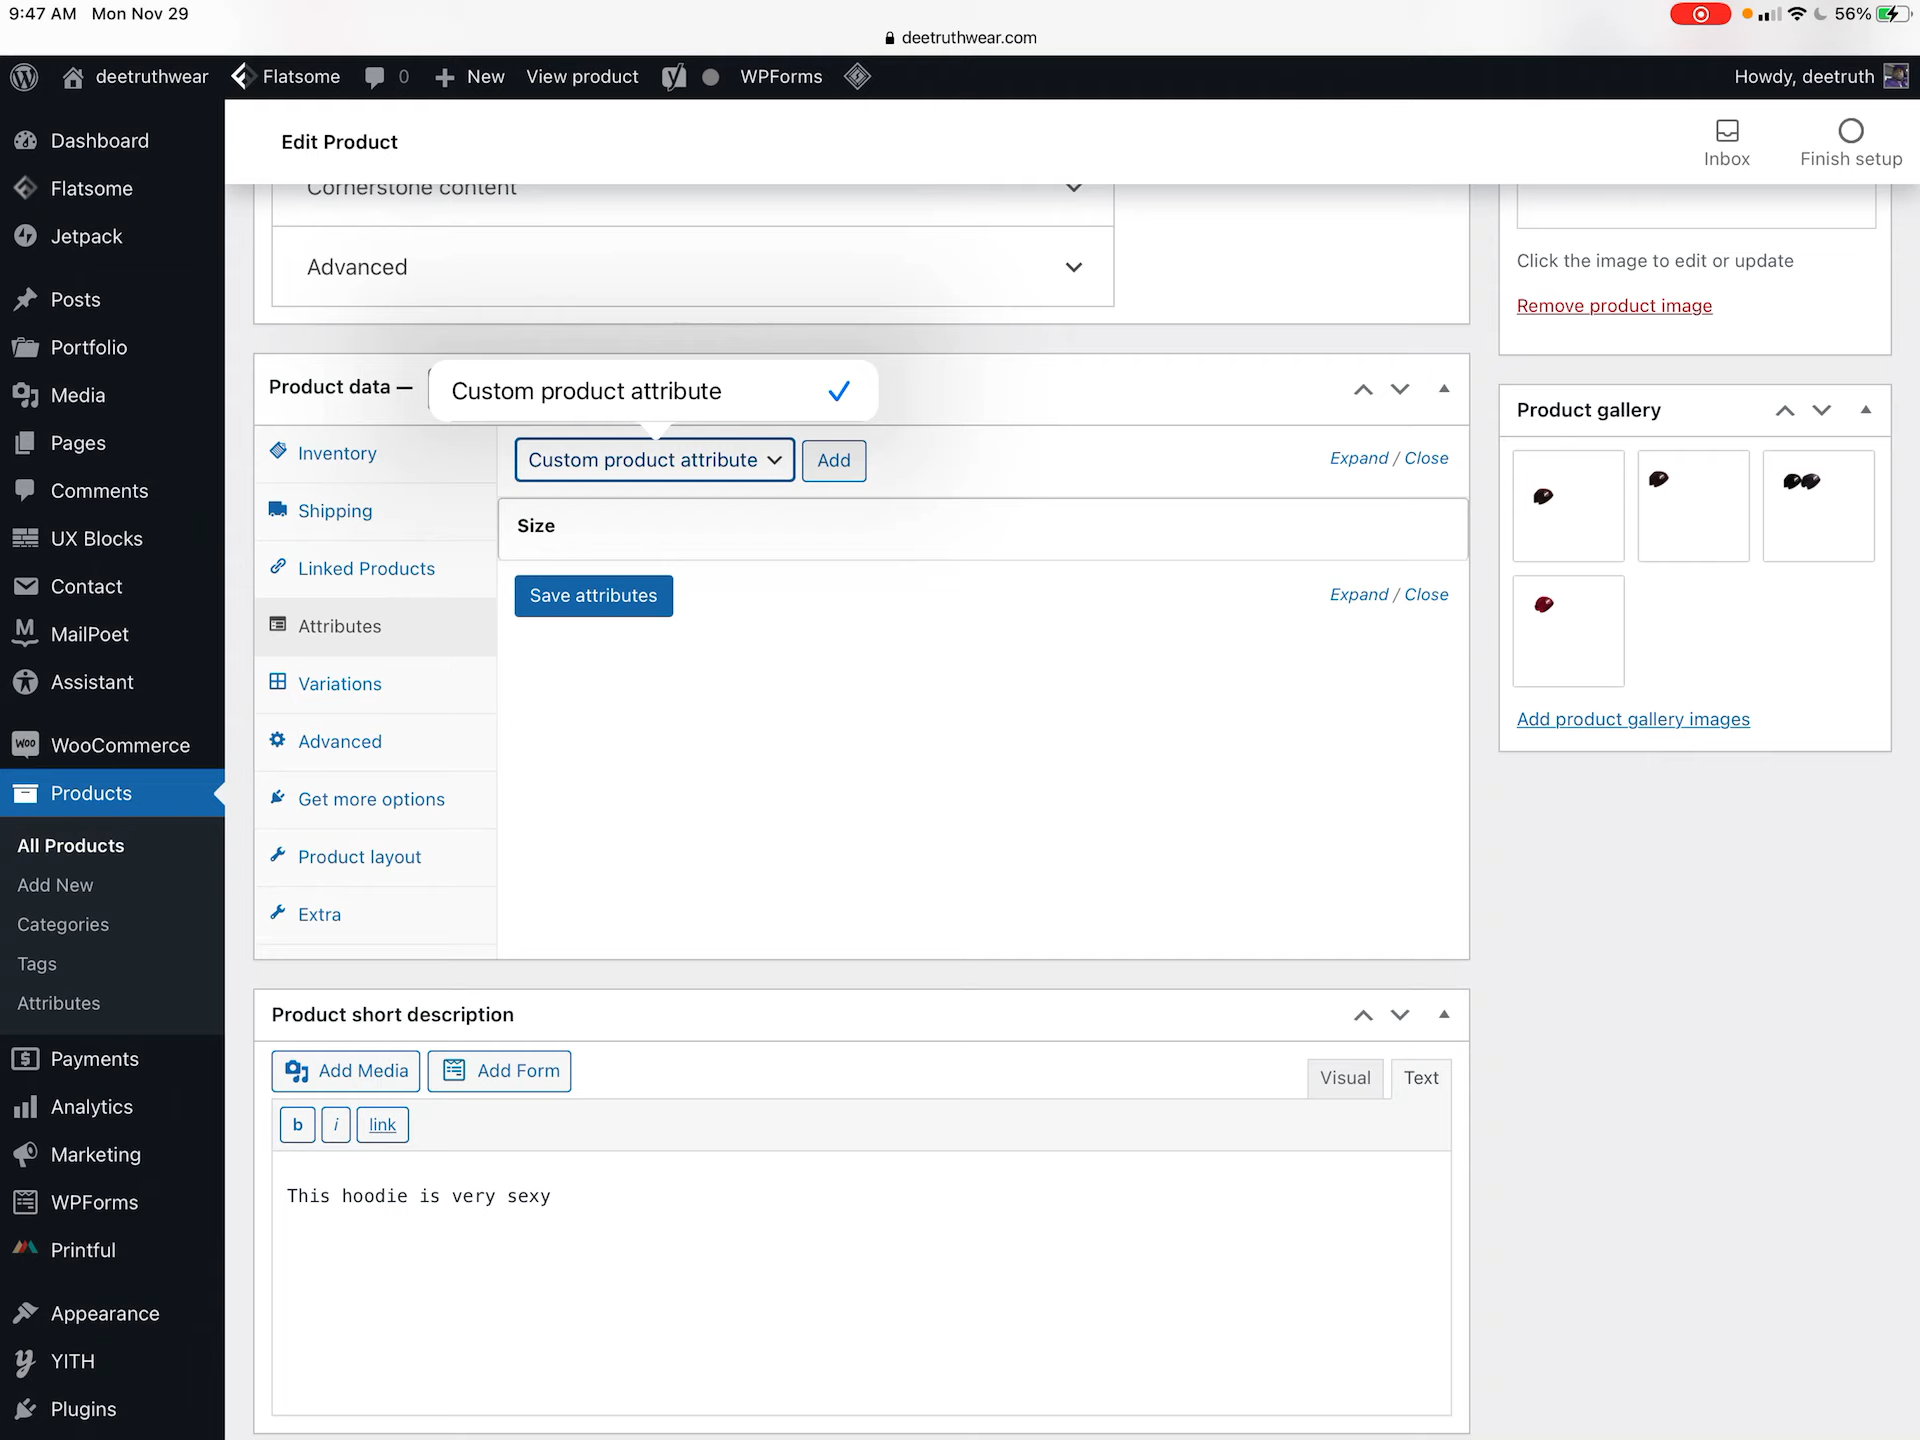 9:47 AM Mon Nov 29
56%
deetruthwear.com
deetruthwear
Flatsome
0
New
View product
WPForms
Howdy, deetruth
Dashboard
Flatsome
Jetpack
Posts
Portfolio
Media
Pages
Comments
UX Blocks
Contact
MailPoet
Assistant
WooCommerce
Products
All Products
Add New
Categories
Tags
Attributes
Payments
Analytics
Marketing
WPForms
Printful
Appearance
YITH
Plugins
Edit Product
Inbox
Finish setup
Cornerstone content
Advanced
Product data —
Custom product attribute
Inventory
Shipping
Linked Products
Attributes
Variations
Advanced
Get more options
Product layout
Extra
Custom product attribute
Add
Expand / Close
Size
Save attributes
Expand / Close
Product short description
Add Media
Add Form
Visual
Text
b
i
link
This hoodie is very sexy
Click the image to edit or update
Remove product image
Product gallery
Add product gallery images